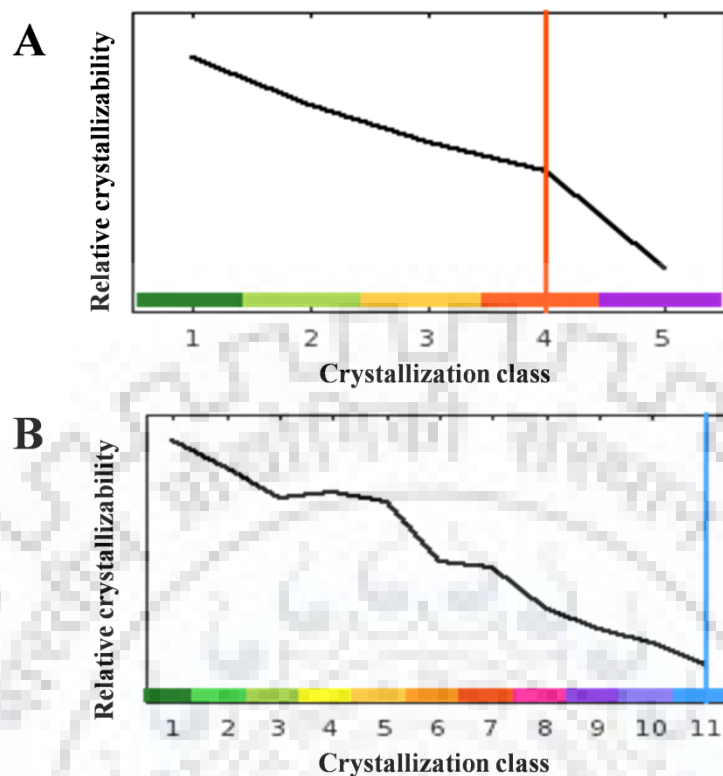 A
Relative crystallizability
1 2 3 4 5
Crystallization class
B
Relative crystallizability
1 2 3 4 5 6 7 8 9 10 11
Crystallization class